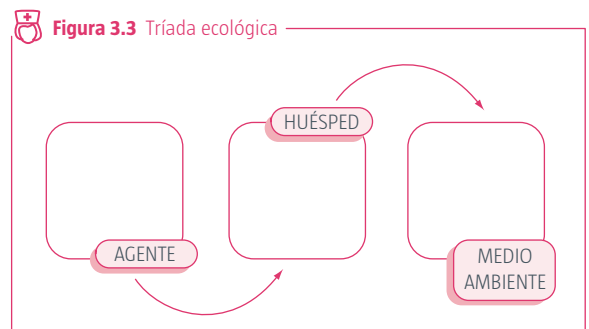 Figura 3.3 Tríada ecológica
HUÉSPED
AGENTE
MEDIO
AMBIENTE